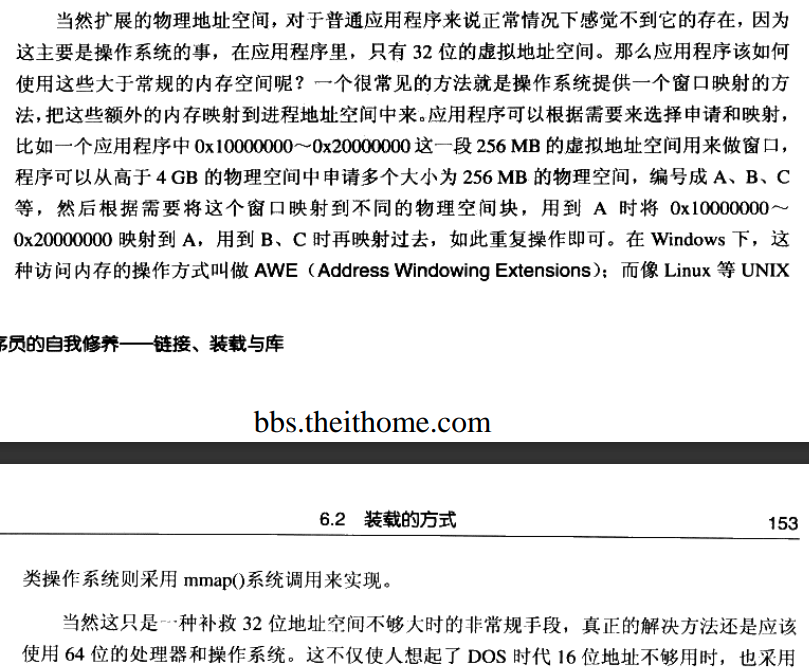 当然扩展的物理地址空间，对于普通应用程序来说正常情况下感觉不到它的存在，因为
这主要是操作系统的事，在应用程序里，只有 32 位的虚拟地址空间。那么应用程序该如何
使用这些大于常规的内存空间呢？一个很常见的方法就是操作系统提供一个窗口映射的方
法，把这些额外的内存映射到进程地址空间中来。应用程序可以根据需要来选择申请和映射，
比如一个应用程序中 0x10000000～0x20000000 这一段 256 MB 的虚拟地址空间用来做窗口，
程序可以从高于 4 GB 的物理空间中申请多个大小为 256 MB 的物理空间，编号成 A、B、C
等，然后根据需要将这个窗口映射到不同的物理空间块，用到 A 时将 0x10000000～
0x20000000 映射到 A，用到 B、C 时再映射过去，如此重复操作即可。在 Windows 下，这
种访问内存的操作方式叫做 AWE（Address Windowing Extensions）；而像 Linux 等 UNIX
序员的自我修养——链接、装载与库
bbs.theithome.com
6.2 装载的方式 153
类操作系统则采用 mmap()系统调用来实现。
当然这只是一种补救 32 位地址空间不够大时的非常规手段，真正的解决方法还是应该
使用 64 位的处理器和操作系统。这不仅使人想起了 DOS 时代 16 位地址不够用时，也采用